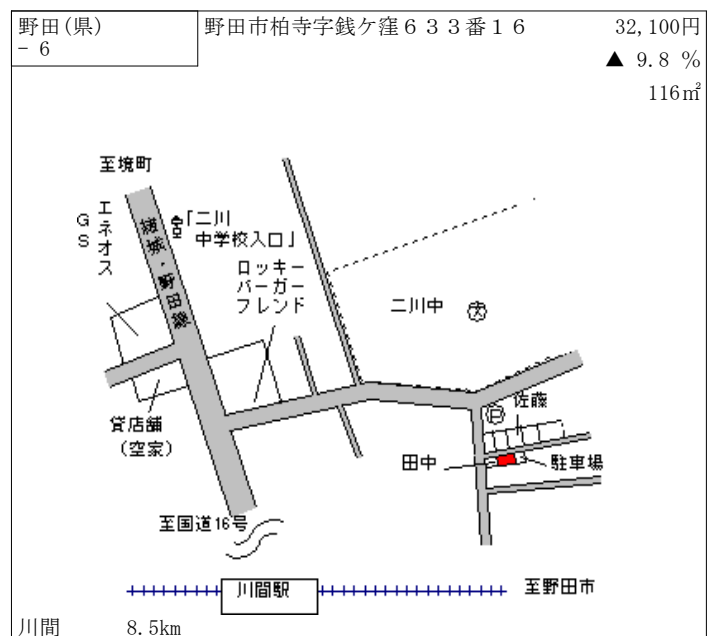 野田(県)
－6
野田市柏寺字銭ケ窪６３３番１６
32,100円
▲ 9.8 %
116㎡
至境町
エネオス
GS
「二川
中学校入口」
ロッキー
バーガー
フレンド
結城・野田線
二川中
文
貸店舗
（空家）
P
佐藤
田中
駐車場
至国道16号
川間駅
至野田市
川間 8.5km